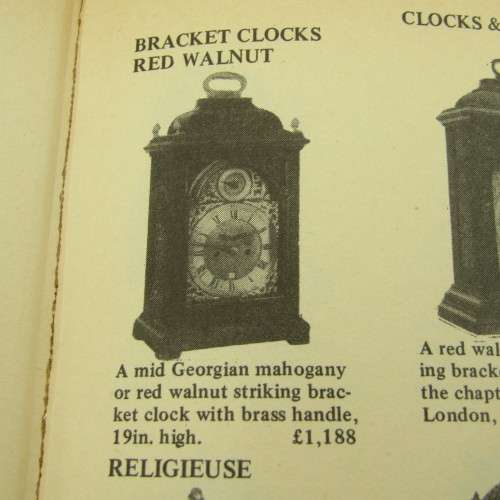 BRACKET CLOCKS
RED WALNUT
A mid Georgian mahogany
or red walnut striking brac-
ket clock with brass handle,
19in. high. £1,188
RELIGIEUSE
CLOCKS &
A red wal
ing bracke
the chapt
London,